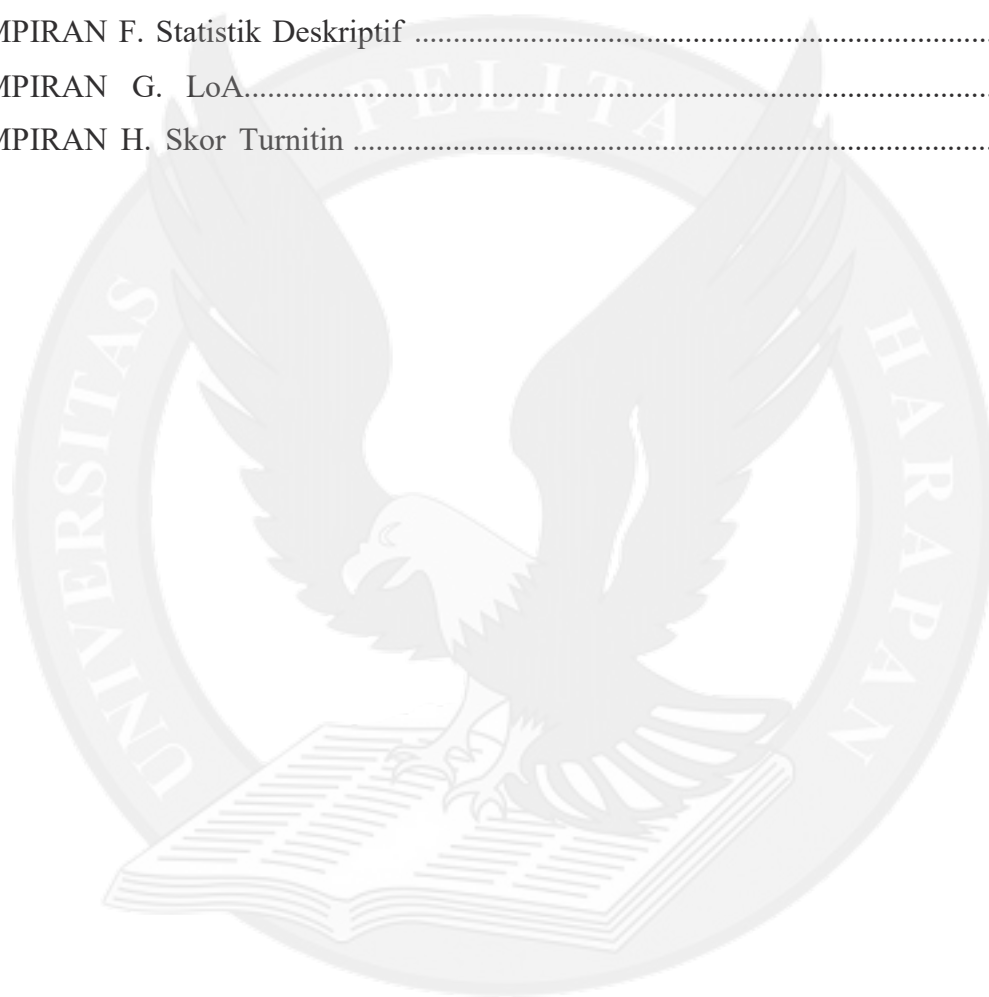 MPIRAN F. Statistik Deskriptif ........................................................................
MPIRAN G. LoA.............................................................................................
MPIRAN H. Skor Turnitin ................................................................................
UNIVERSITAS PELITA HARAPAN